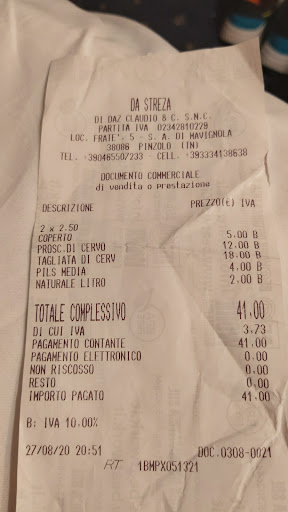 DA STREZA
DI DAZ CLAUDIO & C. S.N.C.
PARTITA IVA 02342810229
LOC. FRATE'- 5 - S. A. DI MAVIGNOLA
38086 PINZOLO (TN)
TEL. +390465507233 - CELL. +393334138638
DOCUMENTO COMMERCIALE
di vendita o prestazione
DESCRIZIONE PREZZO(€) IVA
2 x 2.50
COPERTO 5.00 B
PROSC.DI CERVO 12.00 B
TAGLIATA DI CERV 18.00 B
PILS MEDIA 4.00 B
NATURALE LITRO 2.00 B
TOTALE COMPLESSIVO 41.00
DI CUI IVA 3.73
PAGAMENTO CONTANTE 41.00
PAGAMENTO ELETTRONICO 0.00
NON RISCOSSO 0.00
RESTO 0.00
IMPORTO PAGATO 41.00
B: IVA 10.00%
27/08/20 20:51 DOC.0308-0021
RT 1BMPX051321